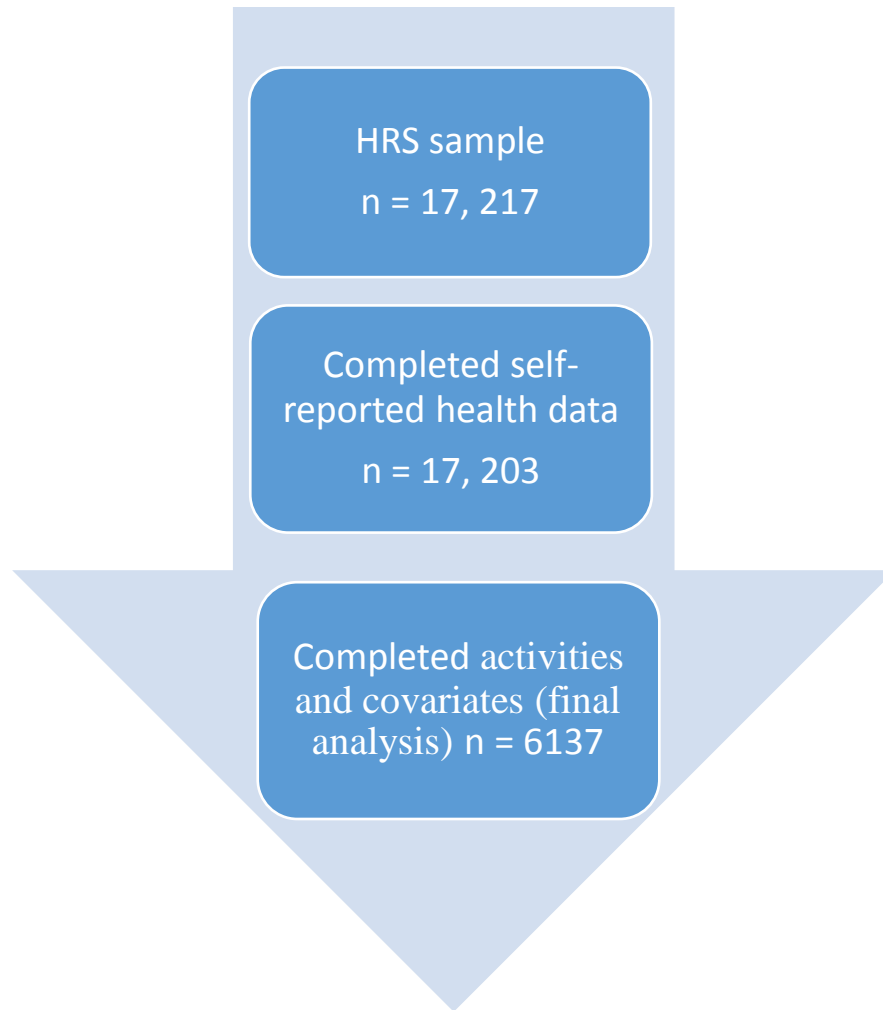 HRS sample
n = 17, 217
Completed self-
reported health data
n = 17, 203
Completed activities
and covariates (final
analysis) n = 6137